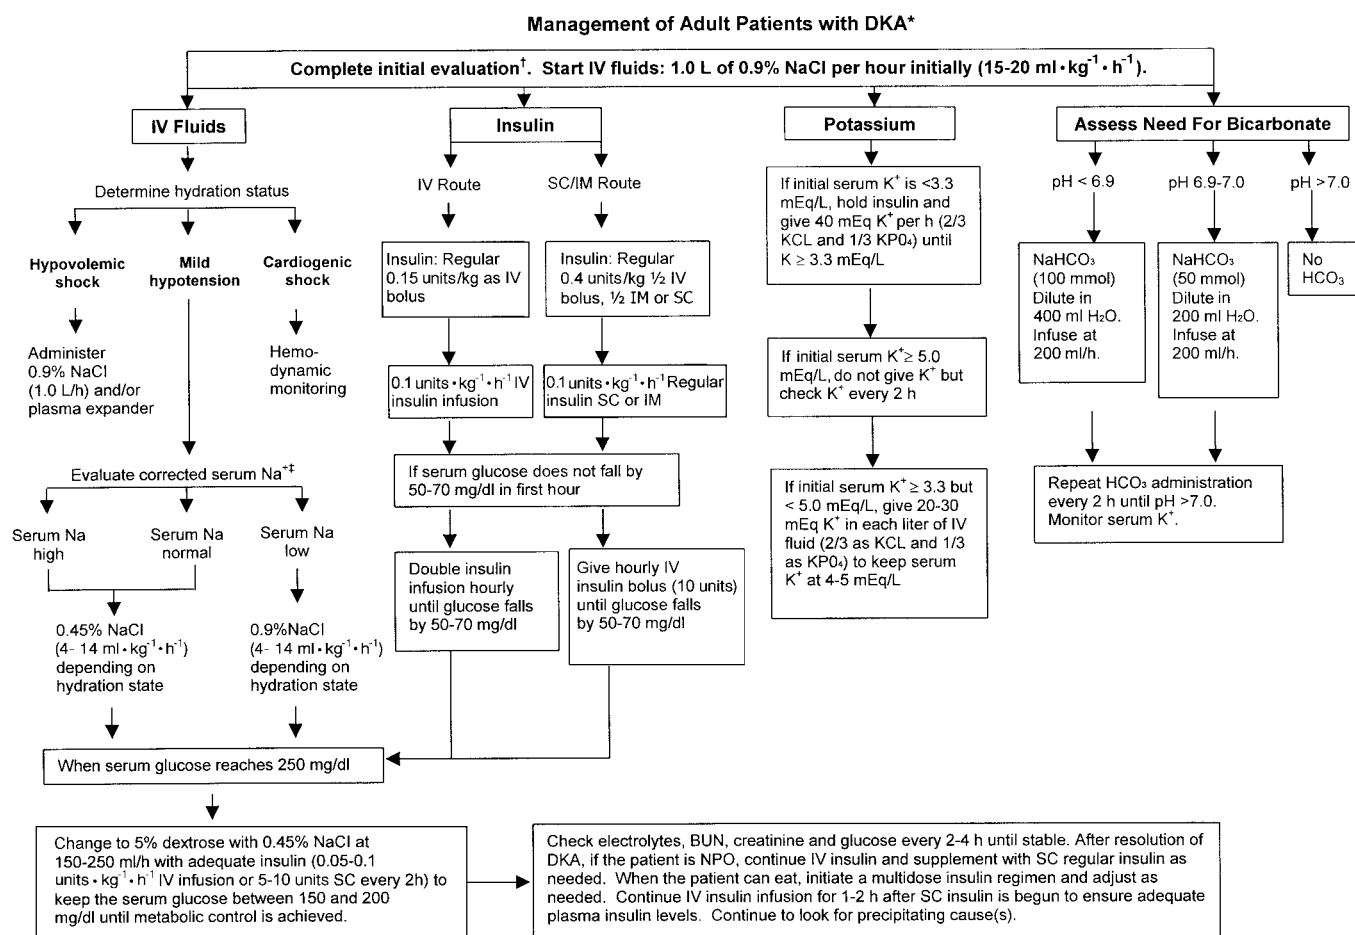 Management of Adult Patients with DKA*
Complete initial evaluation†. Start IV fluids: 1.0 L of 0.9% NaCl per hour initially (15-20 ml•kg⁻¹•h⁻¹).
IV Fluids
Determine hydration status
Hypovolemic
shock
Mild
hypotension
Cardiogenic
shock
Administer
0.9% NaCl
(1.0 L/h) and/or
plasma expander
Hemo-
dynamic
monitoring
Evaluate corrected serum Na⁺‡
Serum Na
high
Serum Na
normal
Serum Na
low
0.45% NaCl
(4- 14 ml•kg⁻¹•h⁻¹)
depending on
hydration state
0.9%NaCl
(4- 14 ml•kg⁻¹•h⁻¹)
depending on
hydration state
Insulin
IV Route
SC/IM Route
Insulin: Regular
0.15 units/kg as IV
bolus
Insulin: Regular
0.4 units/kg ½ IV
bolus, ½ IM or SC
0.1 units•kg⁻¹•h⁻¹ IV
insulin infusion
0.1 units•kg⁻¹•h⁻¹ Regular
insulin SC or IM
If serum glucose does not fall by
50-70 mg/dl in first hour
Double insulin
infusion hourly
until glucose falls
by 50-70 mg/dl
Give hourly IV
insulin bolus (10 units)
until glucose falls
by 50-70 mg/dl
Potassium
If initial serum K⁺ is <3.3
mEq/L, hold insulin and
give 40 mEq K⁺ per h (2/3
KCL and 1/3 KP0₄) until
K ≥ 3.3 mEq/L
If initial serum K⁺≥ 5.0
mEq/L, do not give K⁺ but
check K⁺ every 2 h
If initial serum K⁺ ≥ 3.3 but
< 5.0 mEq/L, give 20-30
mEq K⁺ in each liter of IV
fluid (2/3 as KCL and 1/3
as KP0₄) to keep serum
K⁺ at 4-5 mEq/L
Assess Need For Bicarbonate
pH < 6.9
pH 6.9-7.0
pH >7.0
NaHCO₃
(100 mmol)
Dilute in
400 ml H₂O.
Infuse at
200 ml/h.
NaHCO₃
(50 mmol)
Dilute in
200 ml H₂O.
Infuse at
200 ml/h.
No
HCO₃
Repeat HCO₃ administration
every 2 h until pH >7.0.
Monitor serum K⁺.
When serum glucose reaches 250 mg/dl
Change to 5% dextrose with 0.45% NaCl at
150-250 ml/h with adequate insulin (0.05-0.1
units•kg⁻¹•h⁻¹ IV infusion or 5-10 units SC every 2h) to
keep the serum glucose between 150 and 200
mg/dl until metabolic control is achieved.
Check electrolytes, BUN, creatinine and glucose every 2-4 h until stable. After resolution of
DKA, if the patient is NPO, continue IV insulin and supplement with SC regular insulin as
needed. When the patient can eat, initiate a multidose insulin regimen and adjust as
needed. Continue IV insulin infusion for 1-2 h after SC insulin is begun to ensure adequate
plasma insulin levels. Continue to look for precipitating cause(s).